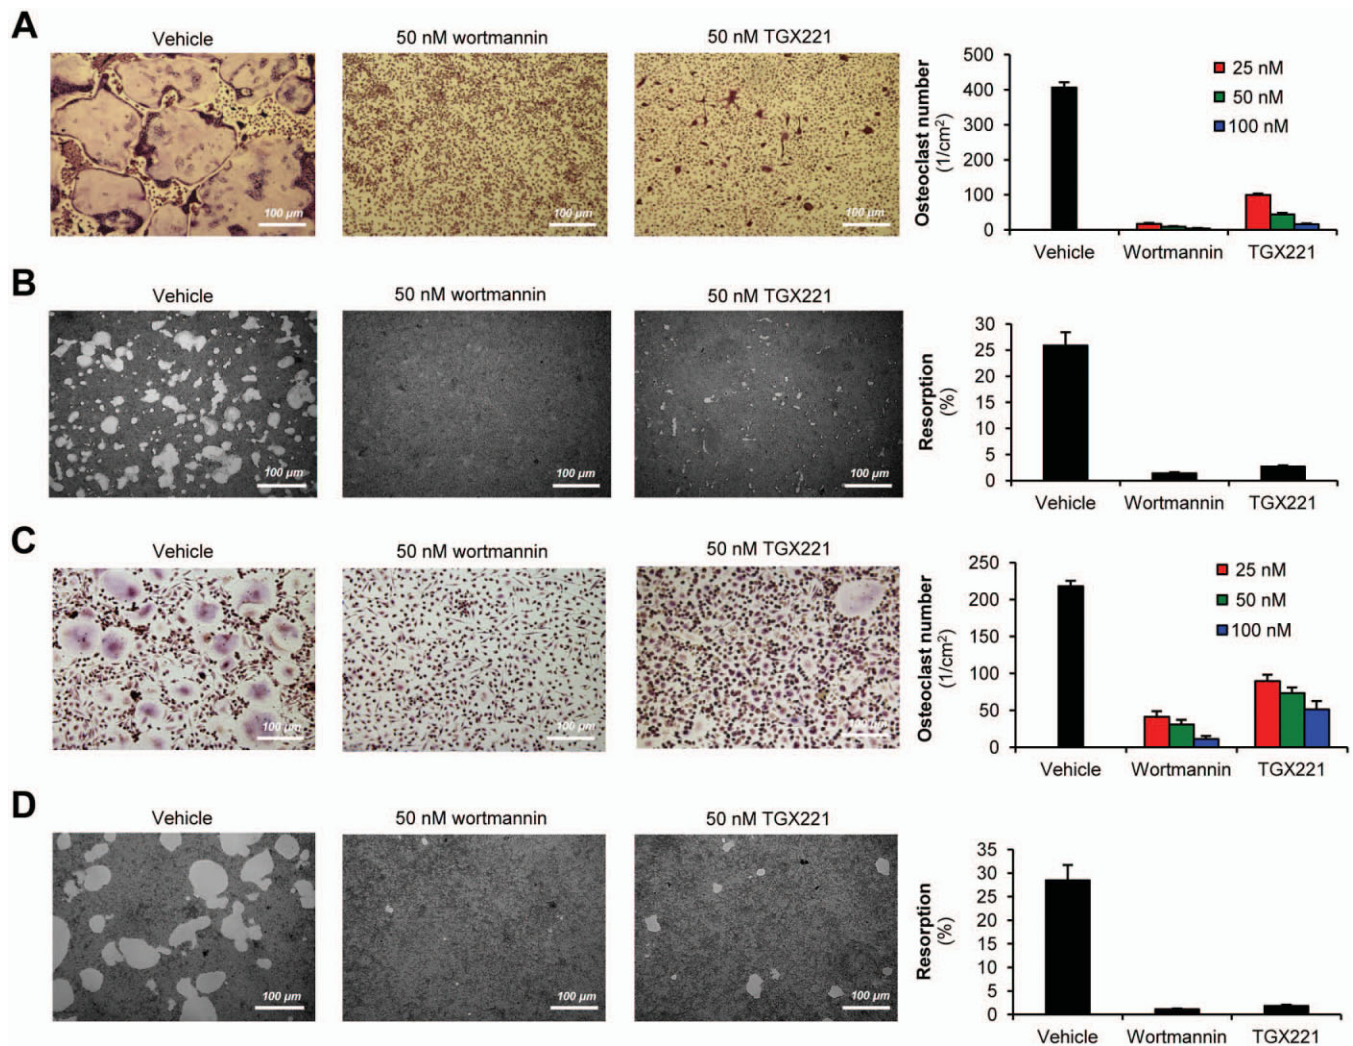 A
Vehicle
50 nM wortmannin
50 nM TGX221
100 µm
100 µm
100 µm
Osteoclast number
(1/cm²)
500
400
300
200
100
0
25 nM
50 nM
100 nM
Vehicle Wortmannin TGX221
B
Vehicle
50 nM wortmannin
50 nM TGX221
100 µm
100 µm
100 µm
Resorption
(%)
30
25
20
15
10
5
0
Vehicle Wortmannin TGX221
C
Vehicle
50 nM wortmannin
50 nM TGX221
100 µm
100 µm
100 µm
Osteoclast number
(1/cm²)
250
200
150
100
50
0
25 nM
50 nM
100 nM
Vehicle Wortmannin TGX221
D
Vehicle
50 nM wortmannin
50 nM TGX221
100 µm
100 µm
100 µm
Resorption
(%)
35
30
25
20
15
10
5
0
Vehicle Wortmannin TGX221